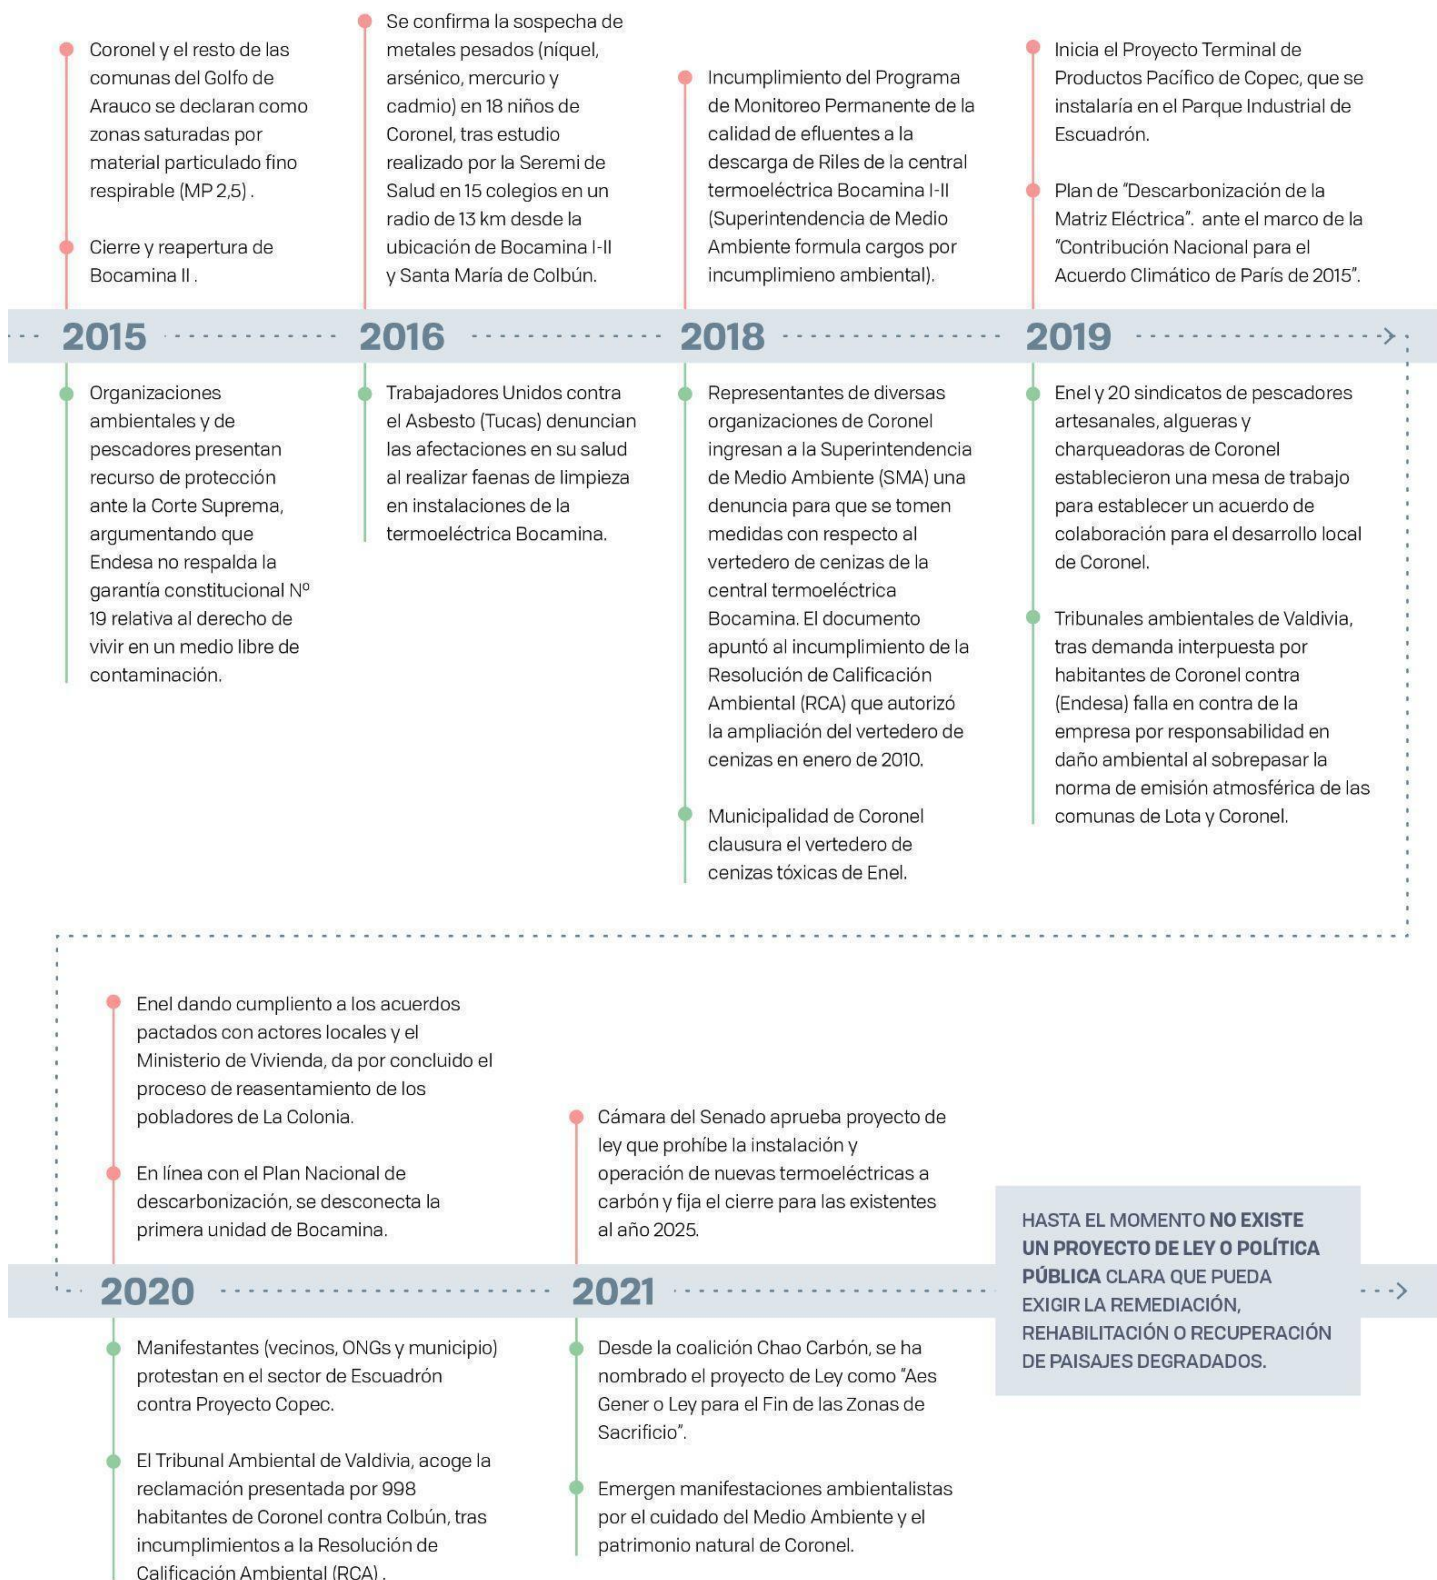 Coronel y el resto de las
comunas del Golfo de
Arauco se declaran como
zonas saturadas por
material particulado fino
respirable (MP 2,5) .
Cierre y reapertura de
Bocamina II .
Se confirma la sospecha de
metales pesados (níquel,
arsénico, mercurio y
cadmio) en 18 niños de
Coronel, tras estudio
realizado por la Seremi de
Salud en 15 colegios en un
radio de 13 km desde la
ubicación de Bocamina I-II
y Santa María de Colbún.
Incumplimiento del Programa
de Monitoreo Permanente de la
calidad de efluentes a la
descarga de Riles de la central
termoeléctrica Bocamina I-II
(Superintendencia de Medio
Ambiente formula cargos por
incumplimieno ambiental).
Inicia el Proyecto Terminal de
Productos Pacífico de Copec, que se
instalaría en el Parque Industrial de
Escuadrón.
Plan de "Descarbonización de la
Matriz Eléctrica". ante el marco de la
"Contribución Nacional para el
Acuerdo Climático de París de 2015".
2015
2016
2018
2019
Organizaciones
ambientales y de
pescadores presentan
recurso de protección
ante la Corte Suprema,
argumentando que
Endesa no respalda la
garantía constitucional Nº
19 relativa al derecho de
vivir en un medio libre de
contaminación.
Trabajadores Unidos contra
el Asbesto (Tucas) denuncian
las afectaciones en su salud
al realizar faenas de limpieza
en instalaciones de la
termoeléctrica Bocamina.
Representantes de diversas
organizaciones de Coronel
ingresan a la Superintendencia
de Medio Ambiente (SMA) una
denuncia para que se tomen
medidas con respecto al
vertedero de cenizas de la
central termoeléctrica
Bocamina. El documento
apuntó al incumplimiento de la
Resolución de Calificación
Ambiental (RCA) que autorizó
la ampliación del vertedero de
cenizas en enero de 2010.
Municipalidad de Coronel
clausura el vertedero de
cenizas tóxicas de Enel.
Enel y 20 sindicatos de pescadores
artesanales, algueras y
charqueadoras de Coronel
establecieron una mesa de trabajo
para establecer un acuerdo de
colaboración para el desarrollo local
de Coronel.
Tribunales ambientales de Valdivia,
tras demanda interpuesta por
habitantes de Coronel contra
(Endesa) falla en contra de la
empresa por responsabilidad en
daño ambiental al sobrepasar la
norma de emisión atmosférica de las
comunas de Lota y Coronel.
Enel dando cumpliento a los acuerdos
pactados con actores locales y el
Ministerio de Vivienda, da por concluido el
proceso de reasentamiento de los
pobladores de La Colonia.
En línea con el Plan Nacional de
descarbonización, se desconecta la
primera unidad de Bocamina.
Cámara del Senado aprueba proyecto de
ley que prohíbe la instalación y
operación de nuevas termoeléctricas a
carbón y fija el cierre para las existentes
al año 2025.
2020
2021
HASTA EL MOMENTO NO EXISTE
UN PROYECTO DE LEY O POLÍTICA
PÚBLICA CLARA QUE PUEDA
EXIGIR LA REMEDIACIÓN,
REHABILITACIÓN O RECUPERACIÓN
DE PAISAJES DEGRADADOS.
Manifestantes (vecinos, ONGs y municipio)
protestan en el sector de Escuadrón
contra Proyecto Copec.
El Tribunal Ambiental de Valdivia, acoge la
reclamación presentada por 998
habitantes de Coronel contra Colbún, tras
incumplimientos a la Resolución de
Calificación Ambiental (RCA) .
Desde la coalición Chao Carbón, se ha
nombrado el proyecto de Ley como "Aes
Gener o Ley para el Fin de las Zonas de
Sacrificio".
Emergen manifestaciones ambientalistas
por el cuidado del Medio Ambiente y el
patrimonio natural de Coronel.